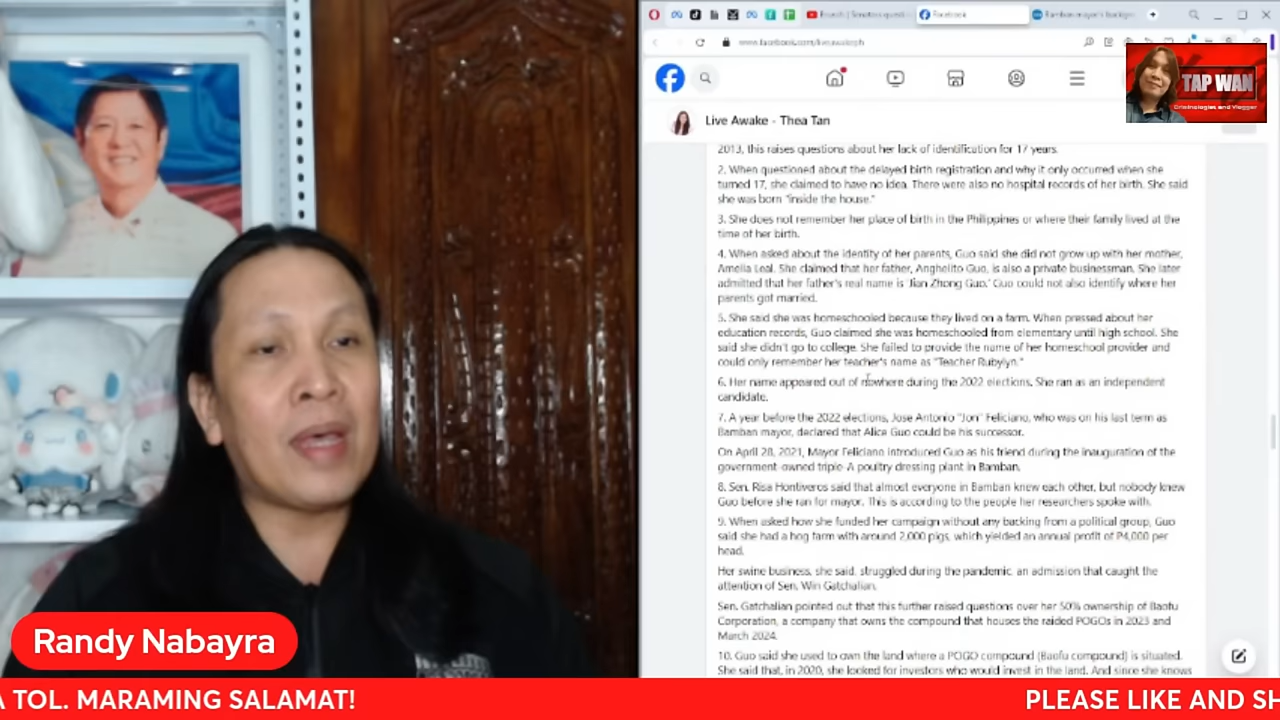 Facebook
www.facebook.com/liveawakeph
TAP WAN
Criminologist and Vlogger
Live Awake - Thea Tan
2013, this raises questions about her lack of identification for 17 years.
2. When questioned about the delayed birth registration and why it only occurred when she
turned 17, she claimed to have no idea. There were also no hospital records of her birth. She said
she was born "inside the house."
3. She does not remember her place of birth in the Philippines or where their family lived at the
time of her birth.
4. When asked about the identity of her parents, Guo said she did not grow up with her mother,
Amelia Leal. She claimed that her father, Anghelito Guo, is also a private businessman. She later
admitted that her father's real name is 'Jian Zhong Guo.' Guo could not also identify where her
parents got married.
5. She said she was homeschooled because they lived on a farm. When pressed about her
education records, Guo claimed she was homeschooled from elementary until high school. She
said she didn't go to college. She failed to provide the name of her homeschool provider and
could only remember her teacher's name as "Teacher Rubylyn."
6. Her name appeared out of nowhere during the 2022 elections. She ran as an independent
candidate.
7. A year before the 2022 elections, Jose Antonio "Jon" Feliciano, who was on his last term as
Bamban mayor, declared that Alice Guo could be his successor.
On April 28, 2021, Mayor Feliciano introduced Guo as his friend during the inauguration of the
government-owned triple-A poultry dressing plant in Bamban.
8. Sen. Risa Hontiveros said that almost everyone in Bamban knew each other, but nobody knew
Guo before she ran for mayor. This is according to the people her researchers spoke with.
9. When asked how she funded her campaign without any backing from a political group, Guo
said she had a hog farm with around 2,000 pigs, which yielded an annual profit of P4,000 per
head.
Her swine business, she said, struggled during the pandemic, an admission that caught the
attention of Sen. Win Gatchalian.
Sen. Gatchalian pointed out that this further raised questions over her 50% ownership of Baofu
Corporation, a company that owns the compound that houses the raided POGOs in 2023 and
March 2024.
10. Guo said she used to own the land where a POGO compound (Baofu compound) is situated.
She said that, in 2020, she looked for investors who would invest in the land. And since she knows
Randy Nabayra
A TOL. MARAMING SALAMAT!
PLEASE LIKE AND SH